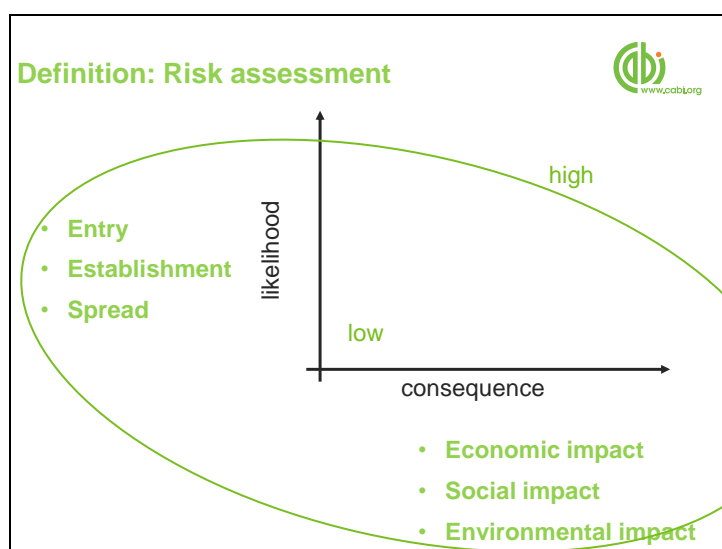 Definition: Risk assessment
cabi
www.cabi.org
high
• Entry
• Establishment
• Spread
likelihood
low
consequence
• Economic impact
• Social impact
• Environmental impact